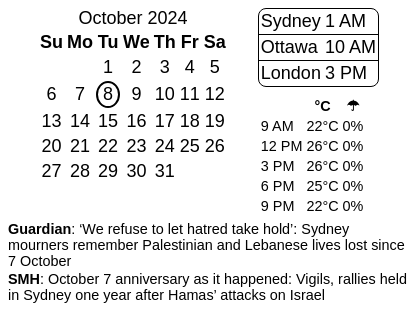 October 2024
Su Mo Tu We Th Fr Sa
1 2 3 4 5
6 7 8 9 10 11 12
13 14 15 16 17 18 19
20 21 22 23 24 25 26
27 28 29 30 31
Sydney 1 AM
Ottawa 10 AM
London 3 PM
°C ☂
9 AM 22°C 0%
12 PM 26°C 0%
3 PM 26°C 0%
6 PM 25°C 0%
9 PM 22°C 0%
Guardian: ‘We refuse to let hatred take hold’: Sydney
mourners remember Palestinian and Lebanese lives lost since
7 October
SMH: October 7 anniversary as it happened: Vigils, rallies held
in Sydney one year after Hamas’ attacks on Israel